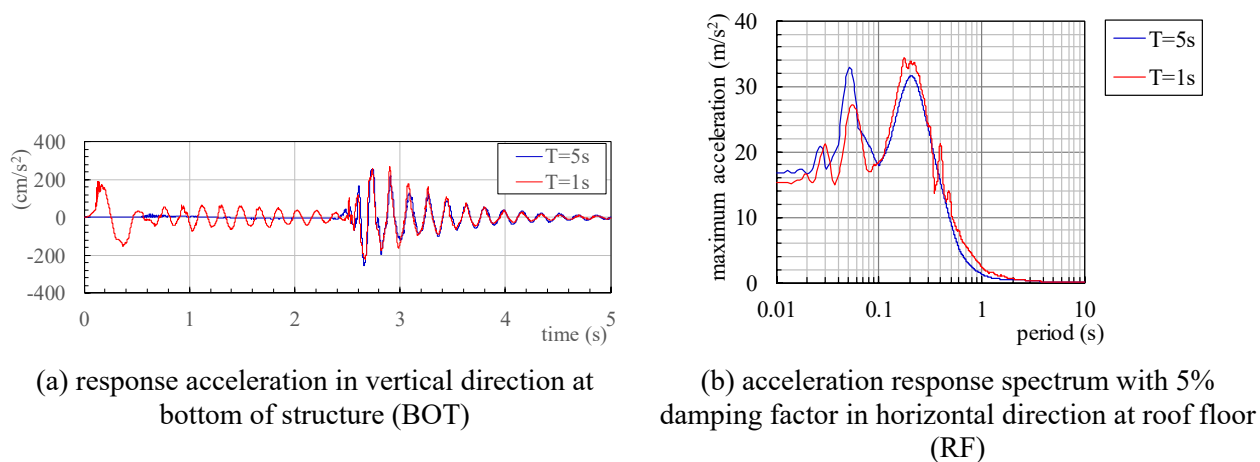 400
200
0
-200
-400
(cm/s²)
T=5s
T=1s
0 1 2 3 4 5
time (s)
(a) response acceleration in vertical direction at
bottom of structure (BOT)
40
30
20
10
0
maximum acceleration (m/s²)
0.01 0.1 1 10
period (s)
T=5s
T=1s
(b) acceleration response spectrum with 5%
damping factor in horizontal direction at roof floor
(RF)